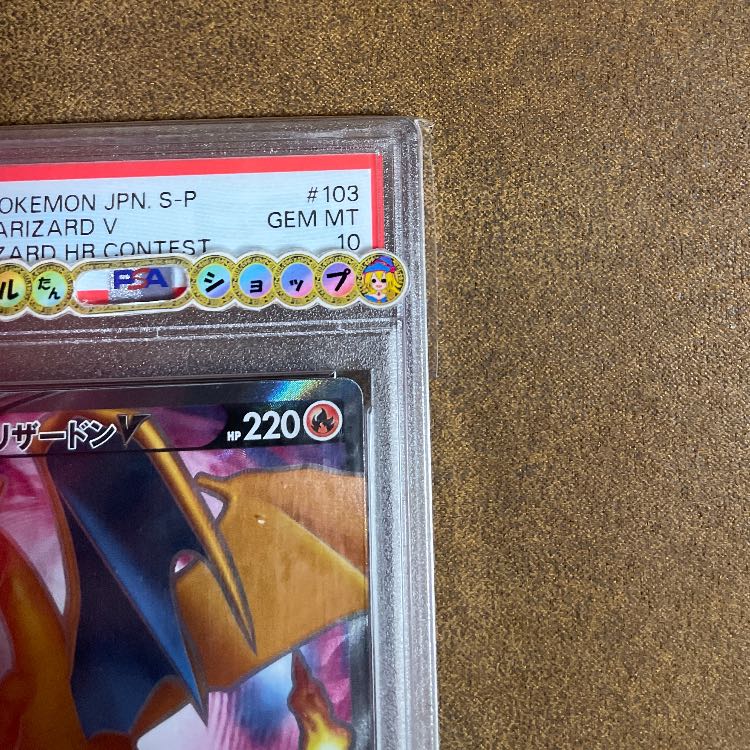 OKEMON JPN. S-P #103
ARIZARD V GEM MT
ZARD HR CONTEST 10
ルたん PSA ショップ
リザードンV HP 220